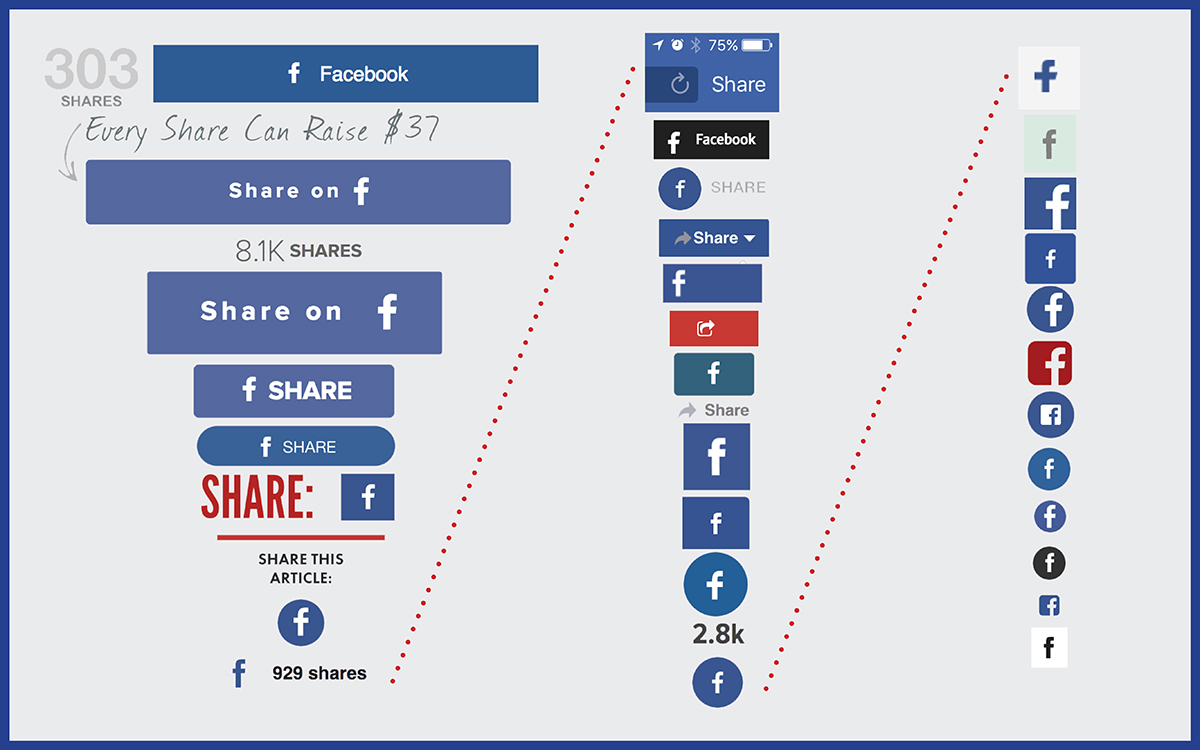 303
SHARES
Facebook
Every Share Can Raise $37
Share on
8.1K SHARES
Share on
SHARE
SHARE
SHARE:
SHARE THIS
ARTICLE:
929 shares
75%
Share
Facebook
SHARE
Share
Share
2.8k